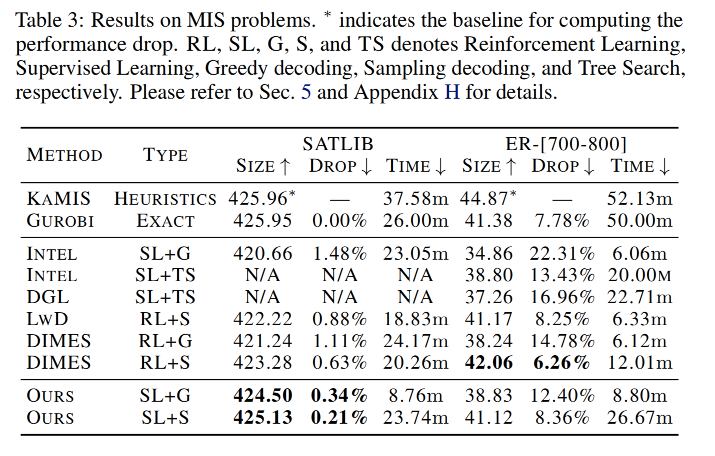 Table 3: Results on MIS problems. * indicates the baseline for computing the
performance drop. RL, SL, G, S, and TS denotes Reinforcement Learning,
Supervised Learning, Greedy decoding, Sampling decoding, and Tree Search,
respectively. Please refer to Sec. 5 and Appendix H for details.
METHOD TYPE SATLIB ER-[700-800]
SIZE ↑ DROP ↓ TIME ↓ SIZE ↑ DROP ↓ TIME ↓
KAMIS HEURISTICS 425.96* — 37.58m 44.87* — 52.13m
GUROBI EXACT 425.95 0.00% 26.00m 41.38 7.78% 50.00m
INTEL SL+G 420.66 1.48% 23.05m 34.86 22.31% 6.06m
INTEL SL+TS N/A N/A N/A 38.80 13.43% 20.00M
DGL SL+TS N/A N/A N/A 37.26 16.96% 22.71m
LWD RL+S 422.22 0.88% 18.83m 41.17 8.25% 6.33m
DIMES RL+G 421.24 1.11% 24.17m 38.24 14.78% 6.12m
DIMES RL+S 423.28 0.63% 20.26m 42.06 6.26% 12.01m
OURS SL+G 424.50 0.34% 8.76m 38.83 12.40% 8.80m
OURS SL+S 425.13 0.21% 23.74m 41.12 8.36% 26.67m